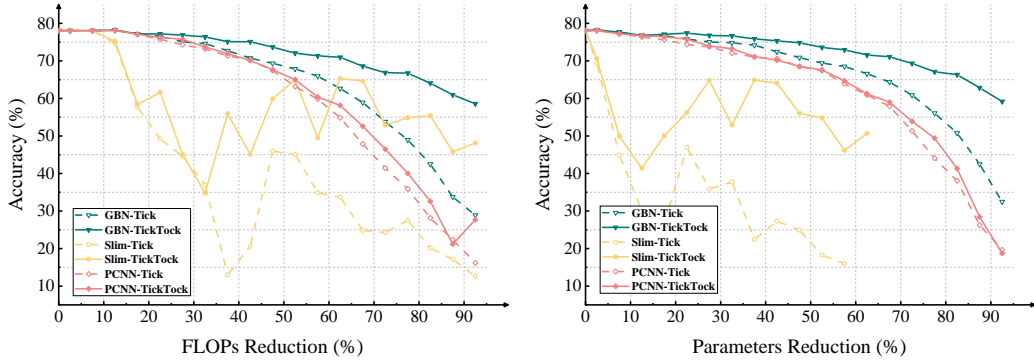 80
70
60
50
40
30
20
10
Accuracy (%)
0 10 20 30 40 50 60 70 80 90
FLOPs Reduction (%)
GBN-Tick
GBN-TickTock
Slim-Tick
Slim-TickTock
PCNN-Tick
PCNN-TickTock
80
70
60
50
40
30
20
10
Accuracy (%)
0 10 20 30 40 50 60 70 80 90
Parameters Reduction (%)
GBN-Tick
GBN-TickTock
Slim-Tick
Slim-TickTock
PCNN-Tick
PCNN-TickTock